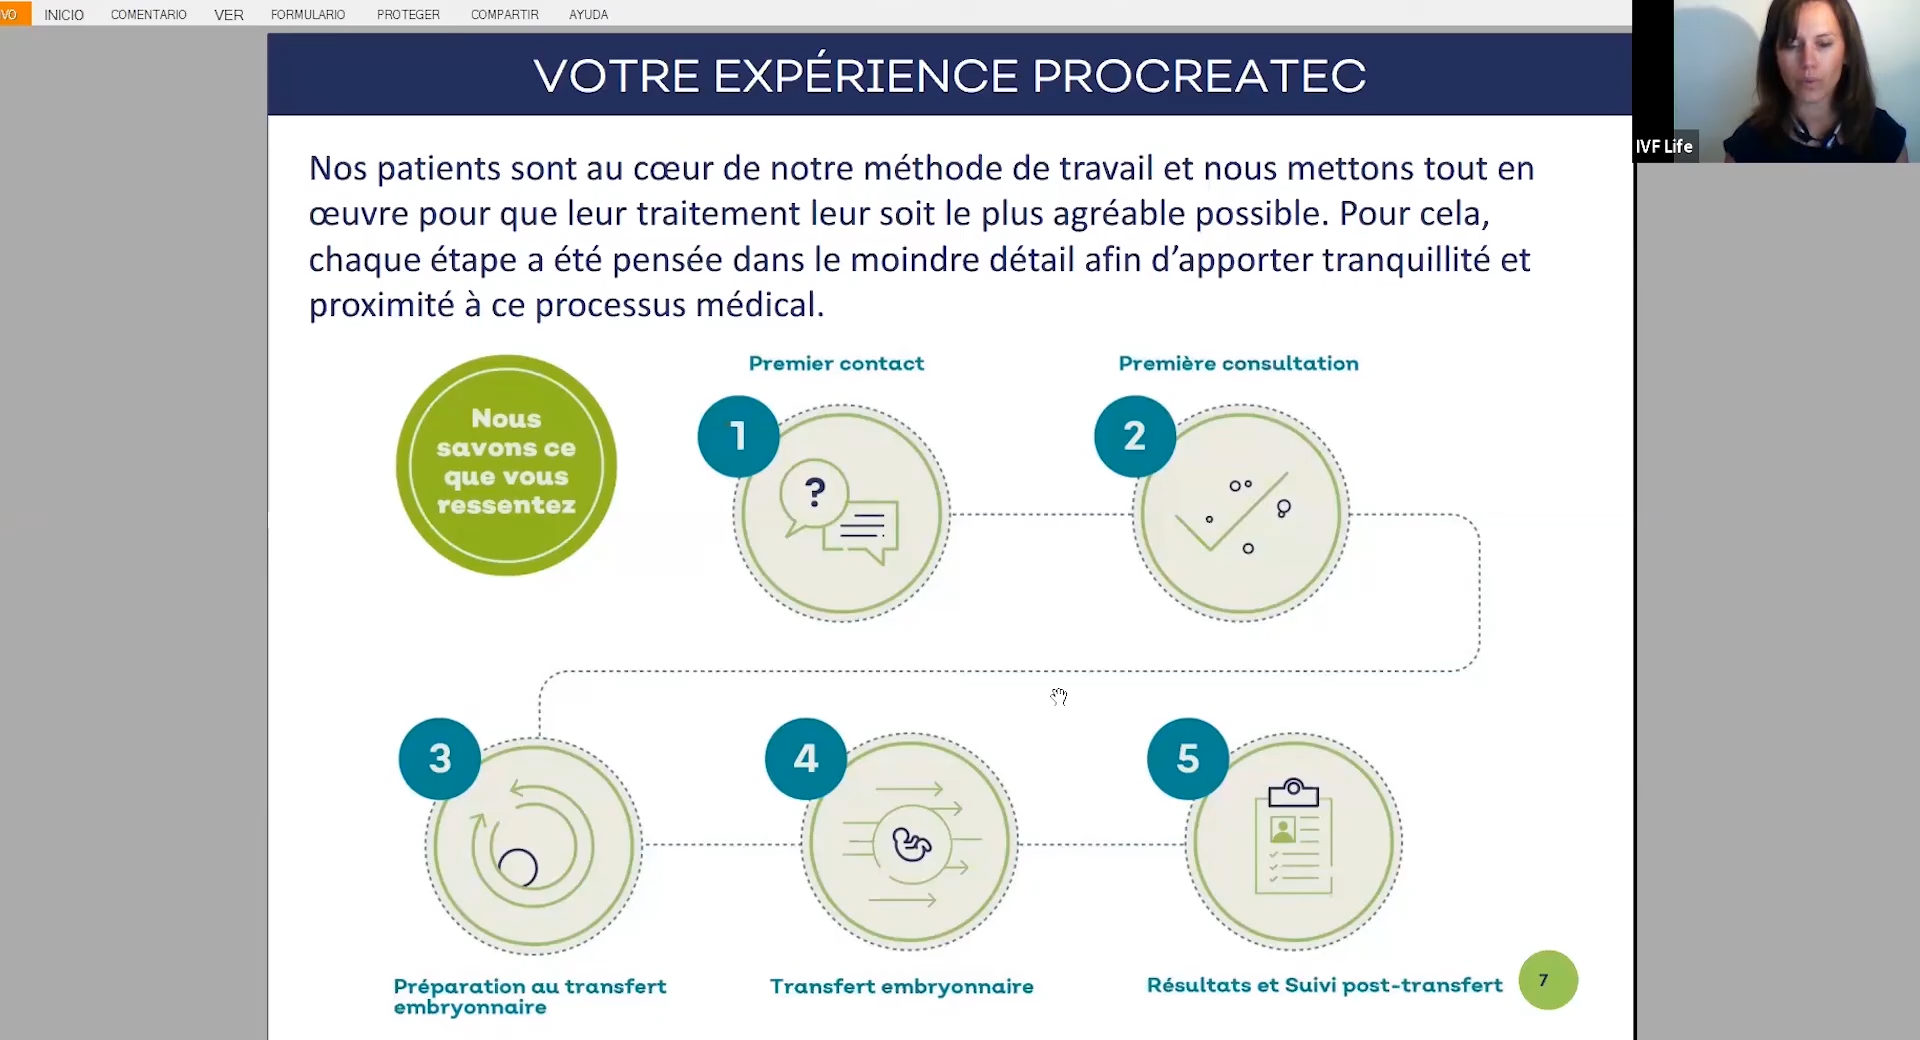 VO INICIO COMENTARIO VER FORMULARIO PROTEGER COMPARTIR AYUDA
VOTRE EXPÉRIENCE PROCREATEC
IVF Life
Nos patients sont au cœur de notre méthode de travail et nous mettons tout en
œuvre pour que leur traitement leur soit le plus agréable possible. Pour cela,
chaque étape a été pensée dans le moindre détail afin d’apporter tranquillité et
proximité à ce processus médical.
Nous
savons ce
que vous
ressentez
Premier contact
1
?
Première consultation
2
3
Préparation au transfert
embryonnaire
4
Transfert embryonnaire
5
Résultats et Suivi post-transfert
7